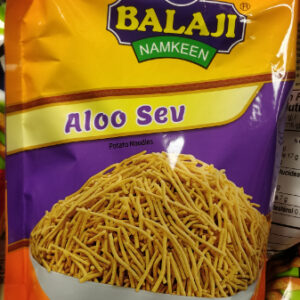 BALAJI
®
NAMKEEN
Aloo Sev
Potato Noodles